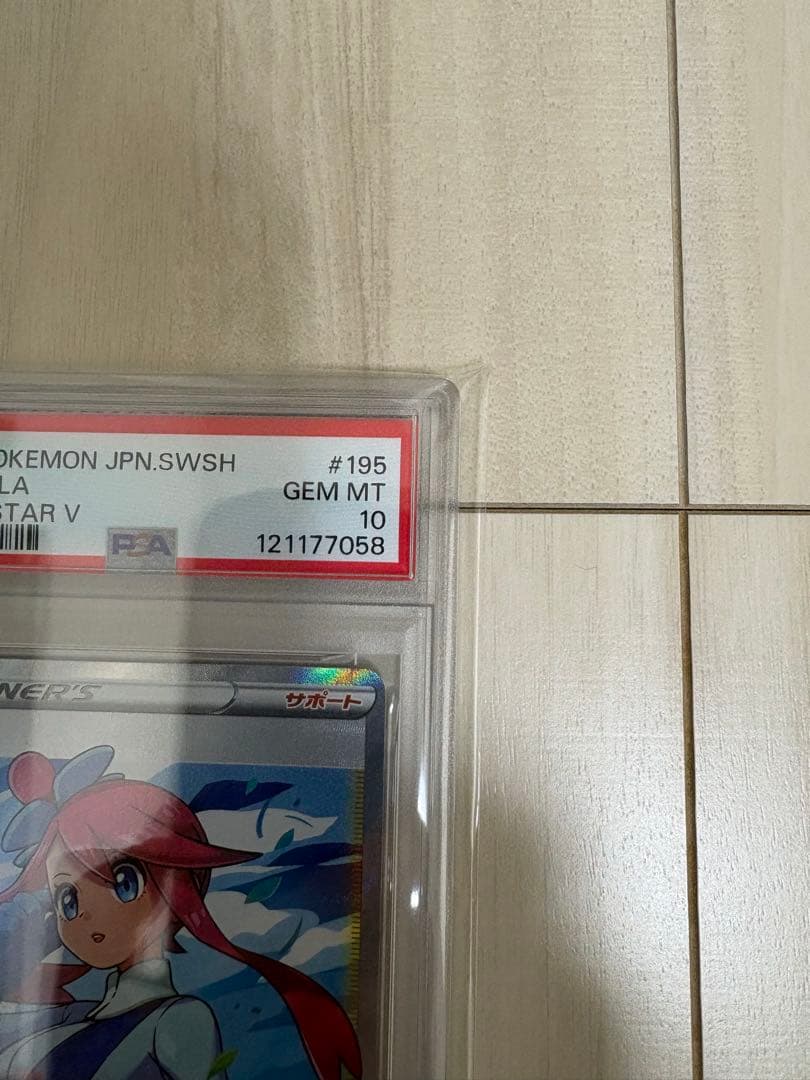 OKEMON JPN.SWSH #195
LA GEM MT
STAR V 10
PSA 121177058
NER'S サポート